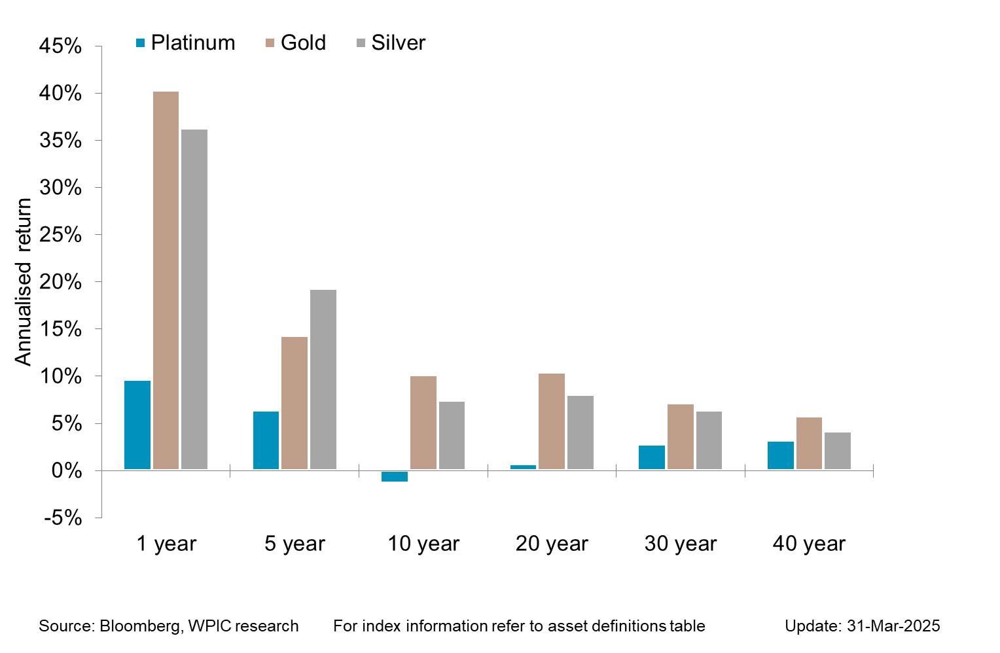 Platinum Gold Silver
45%
40%
35%
30%
25%
20%
15%
10%
5%
0%
-5%
Annualised return
1 year 5 year 10 year 20 year 30 year 40 year
Source: Bloomberg, WPIC research For index information refer to asset definitions table Update: 31-Mar-2025